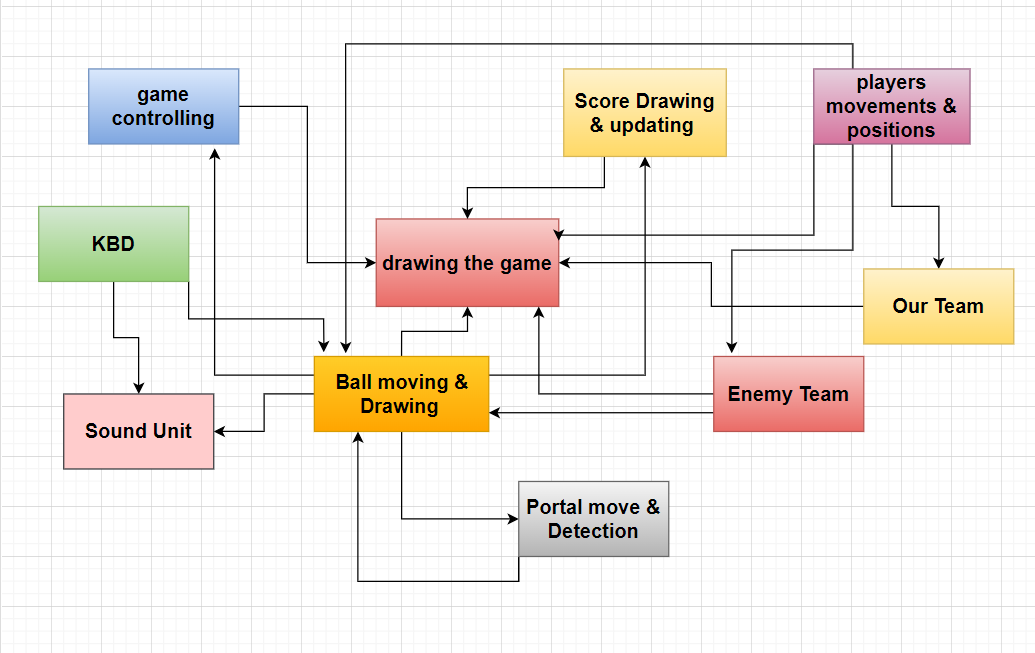 game
controlling
Score Drawing
& updating
players
movements &
positions
KBD
drawing the game
Our Team
Ball moving &
Drawing
Enemy Team
Sound Unit
Portal move &
Detection